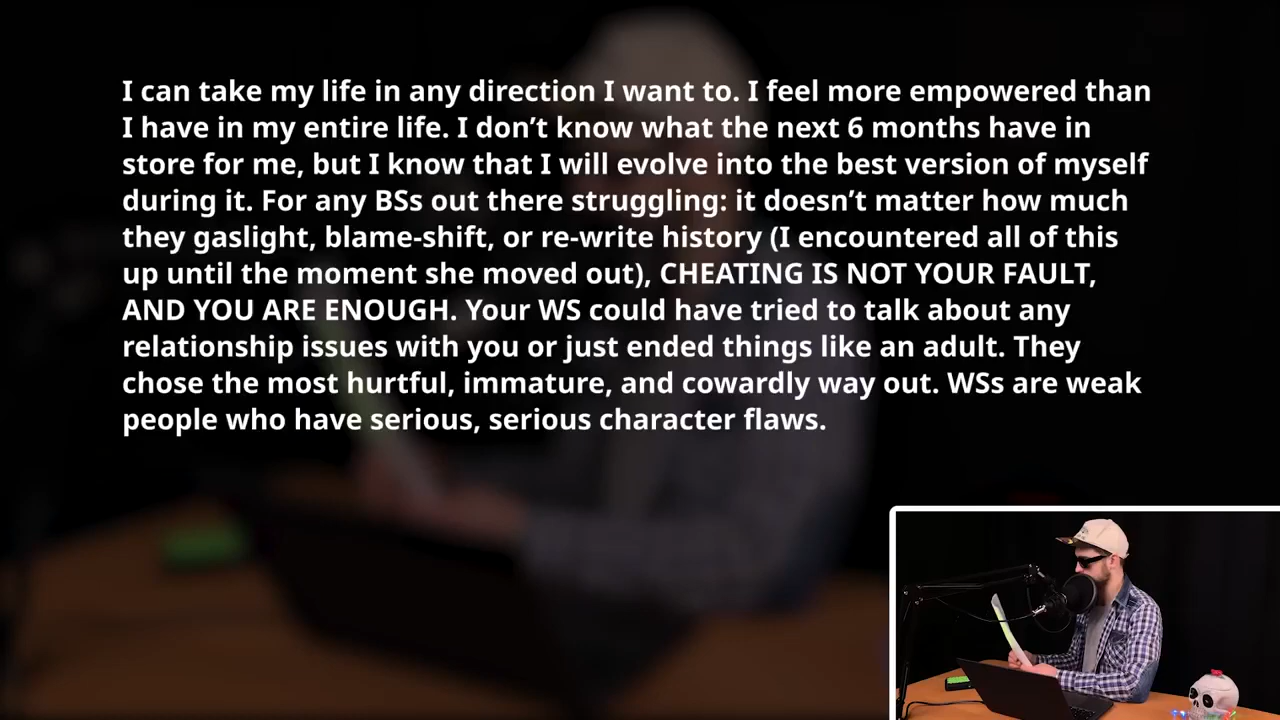 I can take my life in any direction I want to. I feel more empowered than
I have in my entire life. I don’t know what the next 6 months have in
store for me, but I know that I will evolve into the best version of myself
during it. For any BSs out there struggling: it doesn’t matter how much
they gaslight, blame-shift, or re-write history (I encountered all of this
up until the moment she moved out), CHEATING IS NOT YOUR FAULT,
AND YOU ARE ENOUGH. Your WS could have tried to talk about any
relationship issues with you or just ended things like an adult. They
chose the most hurtful, immature, and cowardly way out. WSs are weak
people who have serious, serious character flaws.